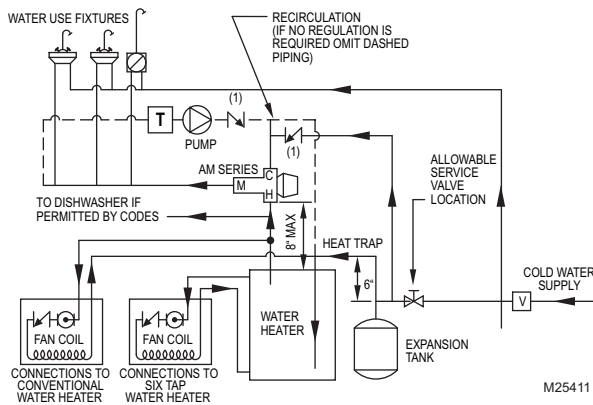 WATER USE FIXTURES
RECIRCULATION
(IF NO REGULATION IS
REQUIRED OMIT DASHED
PIPING)
(1)
T
PUMP
(1)
ALLOWABLE
SERVICE
VALVE
LOCATION
AM SERIES
M
C
H
TO DISHWASHER IF
PERMITTED BY CODES
8" MAX
HEAT TRAP
6"
COLD WATER
SUPPLY
V
WATER
HEATER
EXPANSION
TANK
FAN COIL
FAN COIL
CONNECTIONS TO
CONVENTIONAL
WATER HEATER
CONNECTIONS TO
SIX TAP
WATER HEATER
M25411